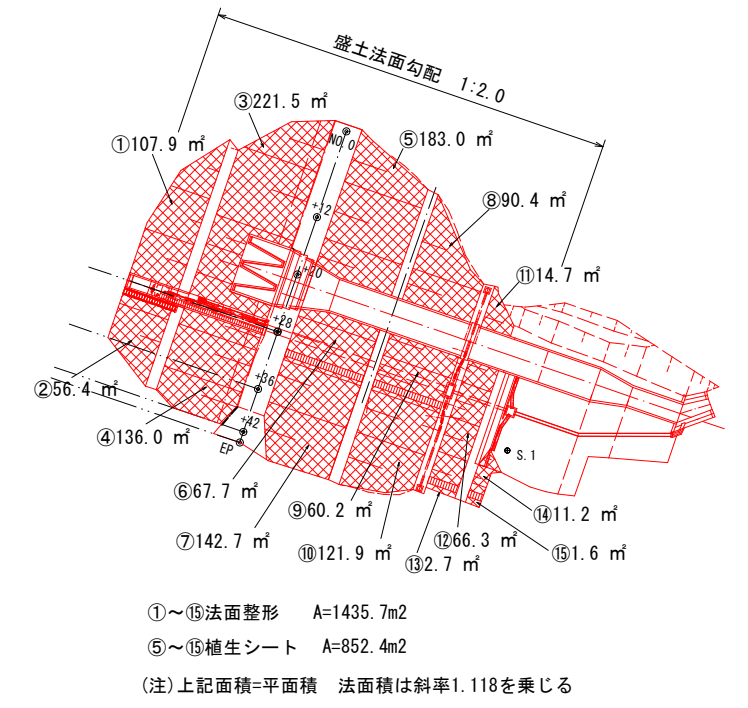 盛土法面勾配 1:2.0
③221.5 ㎡
①107.9 ㎡
⑤183.0 ㎡
NO.0
⑧90.4 ㎡
+12
⑪14.7 ㎡
+20
+28
+36
②56.4 ㎡
+42
④136.0 ㎡
EP
S.1
⑥67.7 ㎡
⑨60.2 ㎡
⑭11.2 ㎡
⑦142.7 ㎡
⑩121.9 ㎡
⑫66.3 ㎡
⑬2.7 ㎡
⑮1.6 ㎡
①～⑮法面整形 A=1435.7m2
⑤～⑮植生シート A=852.4m2
(注)上記面積=平面積 法面積は斜率1.118を乗じる